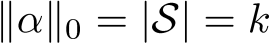 ∥α∥₀ = |𝒮| = k